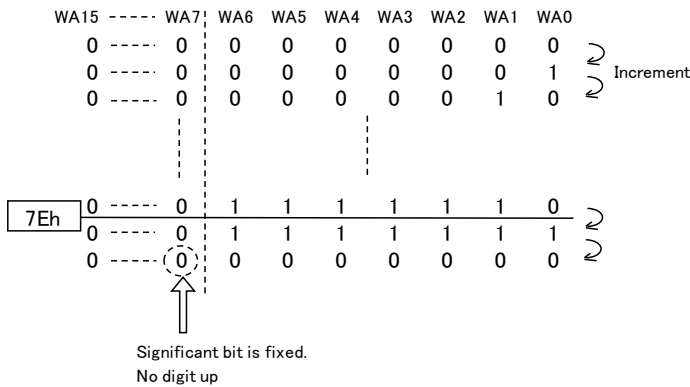 WA15 ----- WA7 WA6 WA5 WA4 WA3 WA2 WA1 WA0
0 ----- 0 0 0 0 0 0 0 0
0 ----- 0 0 0 0 0 0 0 1
Increment
0 ----- 0 0 0 0 0 0 1 0
0 ----- 0 1 1 1 1 1 1 0
7Eh
0 ----- 0 1 1 1 1 1 1 1
0 ----- 0 0 0 0 0 0 0 0
Significant bit is fixed.
No digit up